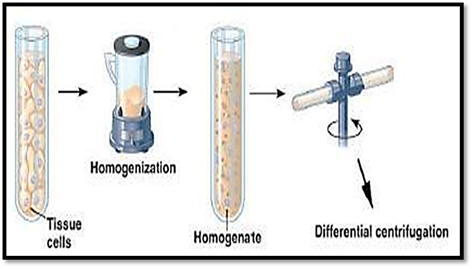 Homogenization
Tissue
cells
Homogenate
Differential centrifugation